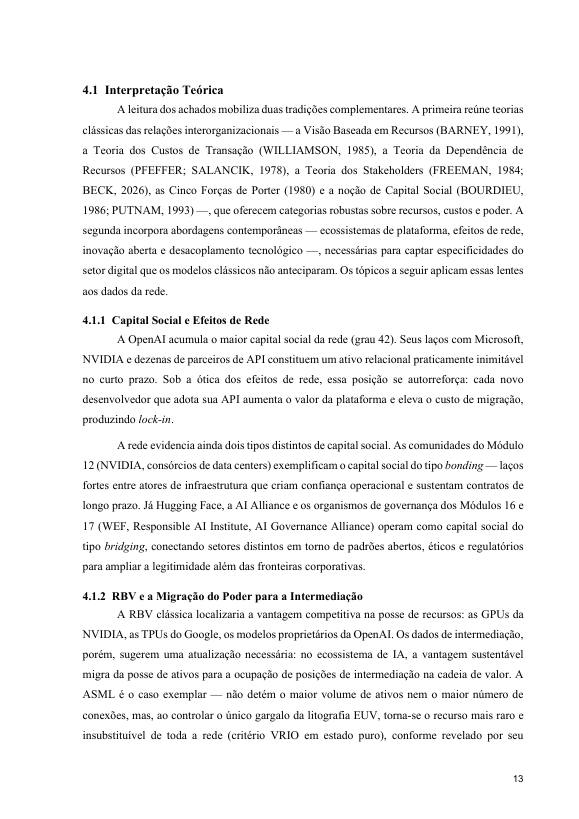 4.1 Interpretação Teórica
A leitura dos achados mobiliza duas tradições complementares. A primeira reúne teorias
clássicas das relações interorganizacionais — a Visão Baseada em Recursos (BARNEY, 1991),
a Teoria dos Custos de Transação (WILLIAMSON, 1985), a Teoria da Dependência de
Recursos (PFEFFER; SALANCIK, 1978), a Teoria dos Stakeholders (FREEMAN, 1984;
BECK, 2026), as Cinco Forças de Porter (1980) e a noção de Capital Social (BOURDIEU,
1986; PUTNAM, 1993) —, que oferecem categorias robustas sobre recursos, custos e poder. A
segunda incorpora abordagens contemporâneas — ecossistemas de plataforma, efeitos de rede,
inovação aberta e desacoplamento tecnológico —, necessárias para captar especificidades do
setor digital que os modelos clássicos não anteciparam. Os tópicos a seguir aplicam essas lentes
aos dados da rede.
4.1.1 Capital Social e Efeitos de Rede
A OpenAI acumula o maior capital social da rede (grau 42). Seus laços com Microsoft,
NVIDIA e dezenas de parceiros de API constituem um ativo relacional praticamente inimitável
no curto prazo. Sob a ótica dos efeitos de rede, essa posição se autorreforça: cada novo
desenvolvedor que adota sua API aumenta o valor da plataforma e eleva o custo de migração,
produzindo lock-in.
A rede evidencia ainda dois tipos distintos de capital social. As comunidades do Módulo
12 (NVIDIA, consórcios de data centers) exemplificam o capital social do tipo bonding — laços
fortes entre atores de infraestrutura que criam confiança operacional e sustentam contratos de
longo prazo. Já Hugging Face, a AI Alliance e os organismos de governança dos Módulos 16 e
17 (WEF, Responsible AI Institute, AI Governance Alliance) operam como capital social do
tipo bridging, conectando setores distintos em torno de padrões abertos, éticos e regulatórios
para ampliar a legitimidade além das fronteiras corporativas.
4.1.2 RBV e a Migração do Poder para a Intermediação
A RBV clássica localizaria a vantagem competitiva na posse de recursos: as GPUs da
NVIDIA, as TPUs do Google, os modelos proprietários da OpenAI. Os dados de intermediação,
porém, sugerem uma atualização necessária: no ecossistema de IA, a vantagem sustentável
migra da posse de ativos para a ocupação de posições de intermediação na cadeia de valor. A
ASML é o caso exemplar — não detém o maior volume de ativos nem o maior número de
conexões, mas, ao controlar o único gargalo da litografia EUV, torna-se o recurso mais raro e
insubstituível de toda a rede (critério VRIO em estado puro), conforme revelado por seu
13